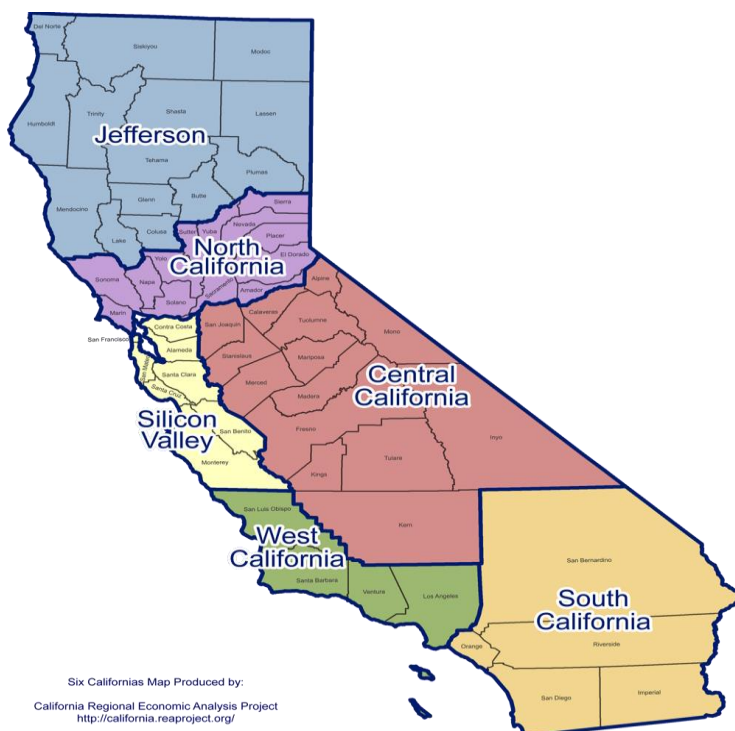 Del Norte
Siskiyou
Modoc
Humboldt
Trinity
Shasta
Lassen
Jefferson
Tehama
Plumas
Mendocino
Glenn
Butte
Sierra
Lake
Colusa
Sutter
Yuba
Nevada
Placer
North
California
Yolo
El Dorado
Sonoma
Napa
Sacramento
Solano
Amador
Alpine
Marin
Calaveras
Contra Costa
San Joaquin
Tuolumne
Mono
San Francisco
Alameda
Stanislaus
Mariposa
San Mateo
Santa Clara
Merced
Central
California
Santa Cruz
Madera
Silicon
Valley
San Benito
Fresno
Inyo
Monterey
Kings
Tulare
San Luis Obispo
Kern
West
California
San Bernardino
Santa Barbara
Ventura
Los Angeles
South
California
Orange
Riverside
San Diego
Imperial
Six Californias Map Produced by:
California Regional Economic Analysis Project
http://california.reaproject.org/